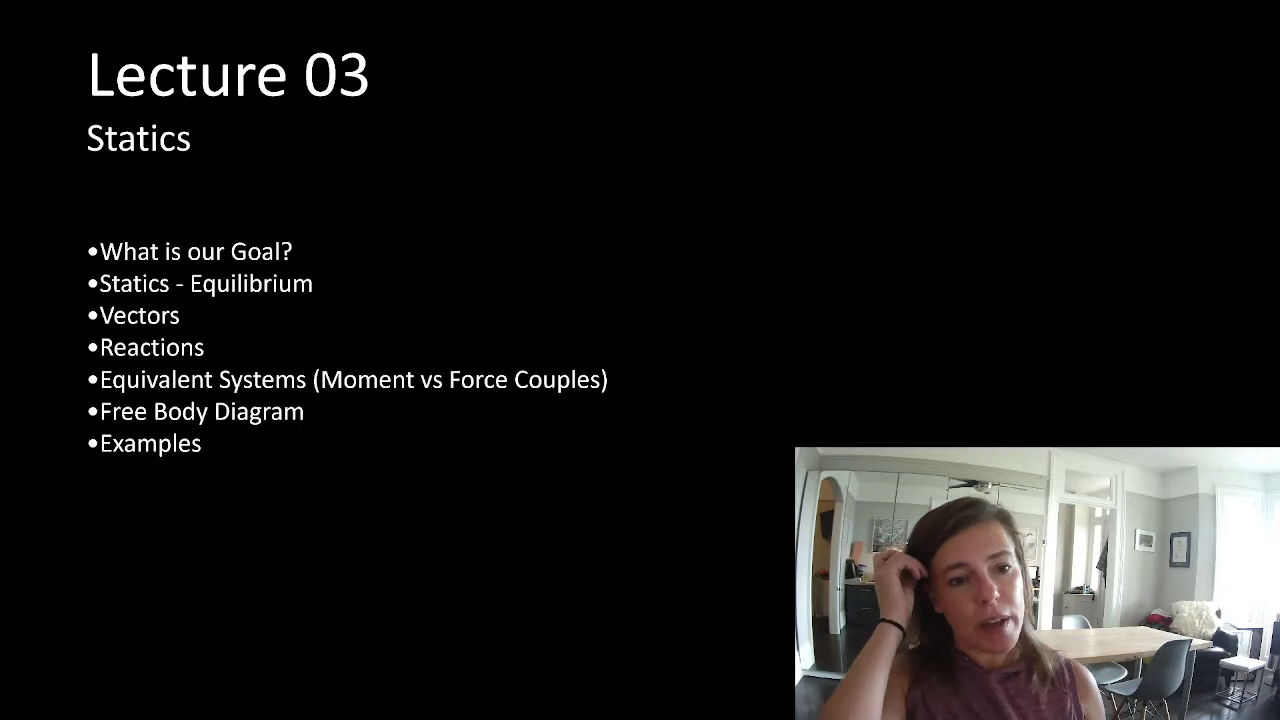 Lecture 03
Statics
•What is our Goal?
•Statics - Equilibrium
•Vectors
•Reactions
•Equivalent Systems (Moment vs Force Couples)
•Free Body Diagram
•Examples